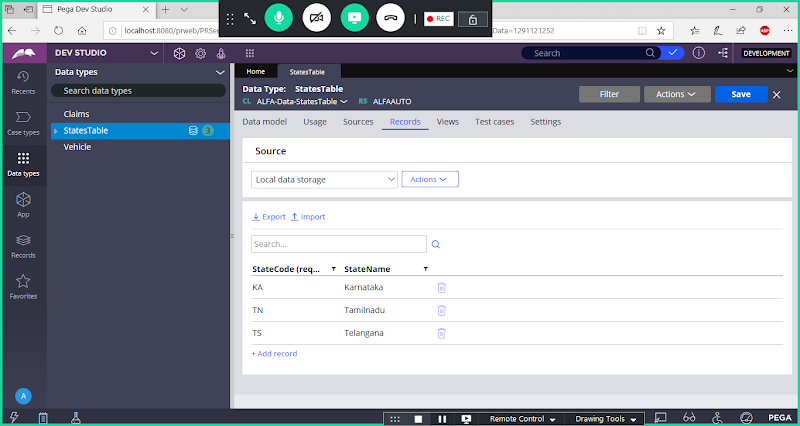 Pega Dev Studio
REC
localhost:8080/prweb/PRSer
Data=1291121252
ABP
DEV STUDIO
Search
DEVELOPMENT
Recents
Case types
Data types
App
Records
Favorites
A
Data types
Search data types
Claims
StatesTable
3
Vehicle
Home
StatesTable
Data Type: StatesTable
CL ALFA-Data-StatesTable RS ALFAAUTO
Filter
Actions
Save
Data model
Usage
Sources
Records
Views
Test cases
Settings
Source
Local data storage
Actions
Export
Import
Search...
StateCode (req... StateName
KA Karnataka
TN Tamilnadu
TS Telangana
+ Add record
Remote Control
Drawing Tools
PEGA